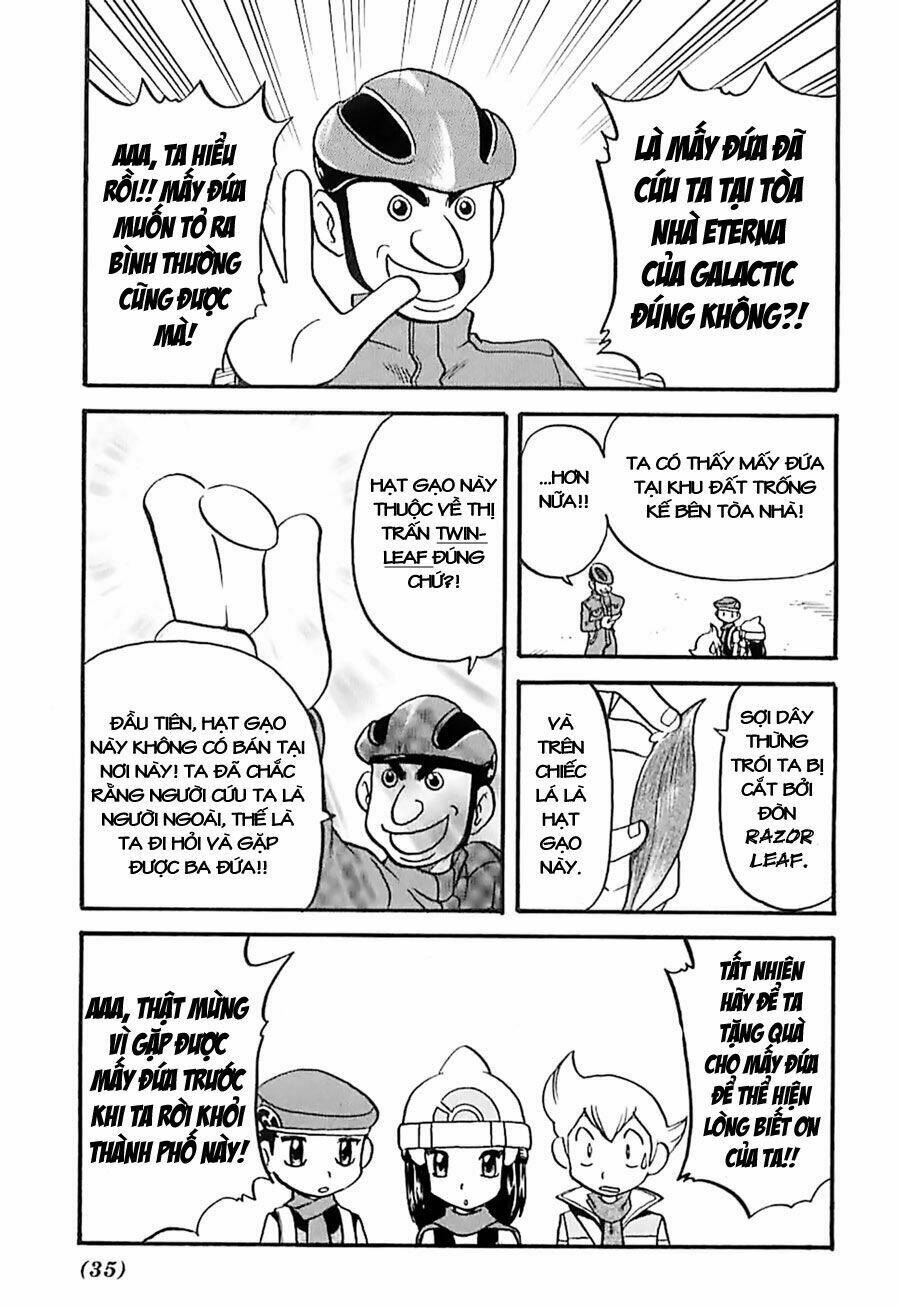 LÀ MẤY ĐỨA ĐÃ
CỨU TA TẠI TÒA
NHÀ ETERNA
CỦA GALACTIC
ĐÚNG KHÔNG?!
AAA, TA HIỂU
RỒI!! MẤY ĐỨA
MUỐN TỎ RA
BÌNH THƯỜNG
CŨNG ĐƯỢC
MÀ!
TA CÓ THẤY MẤY ĐỨA
TẠI KHU ĐẤT TRỐNG
KẾ BÊN TÒA NHÀ!
...HƠN
NỮA!!
SỢI DÂY
THỪNG
TRÓI TA BỊ
CẮT BỞI
ĐÒN
RAZOR
LEAF.
VÀ
TRÊN
CHIẾC
LÁ LÀ
HẠT
GẠO
NÀY.
HẠT GẠO NÀY
THUỘC VỀ THỊ
TRẤN TWIN-
LEAF ĐÚNG
CHỨ?!
ĐẦU TIÊN, HẠT GẠO
NÀY KHÔNG CÓ BÁN TẠI
NƠI NÀY! TA ĐÃ CHẮC
RẰNG NGƯỜI CỨU TA LÀ
NGƯỜI NGOÀI, THẾ LÀ
TA ĐI HỎI VÀ GẶP
ĐƯỢC BA ĐỨA!!
TẤT NHIÊN
HÃY ĐỂ TA
TẶNG QUÀ
CHO MẤY ĐỨA
ĐỂ THỂ HIỆN
LÒNG BIẾT ƠN
CỦA TA!!
AAA, THẬT MỪNG
VÌ GẶP ĐƯỢC
MẤY ĐỨA TRƯỚC
KHI TA RỜI KHỎI
THÀNH PHỐ NÀY!
(35)